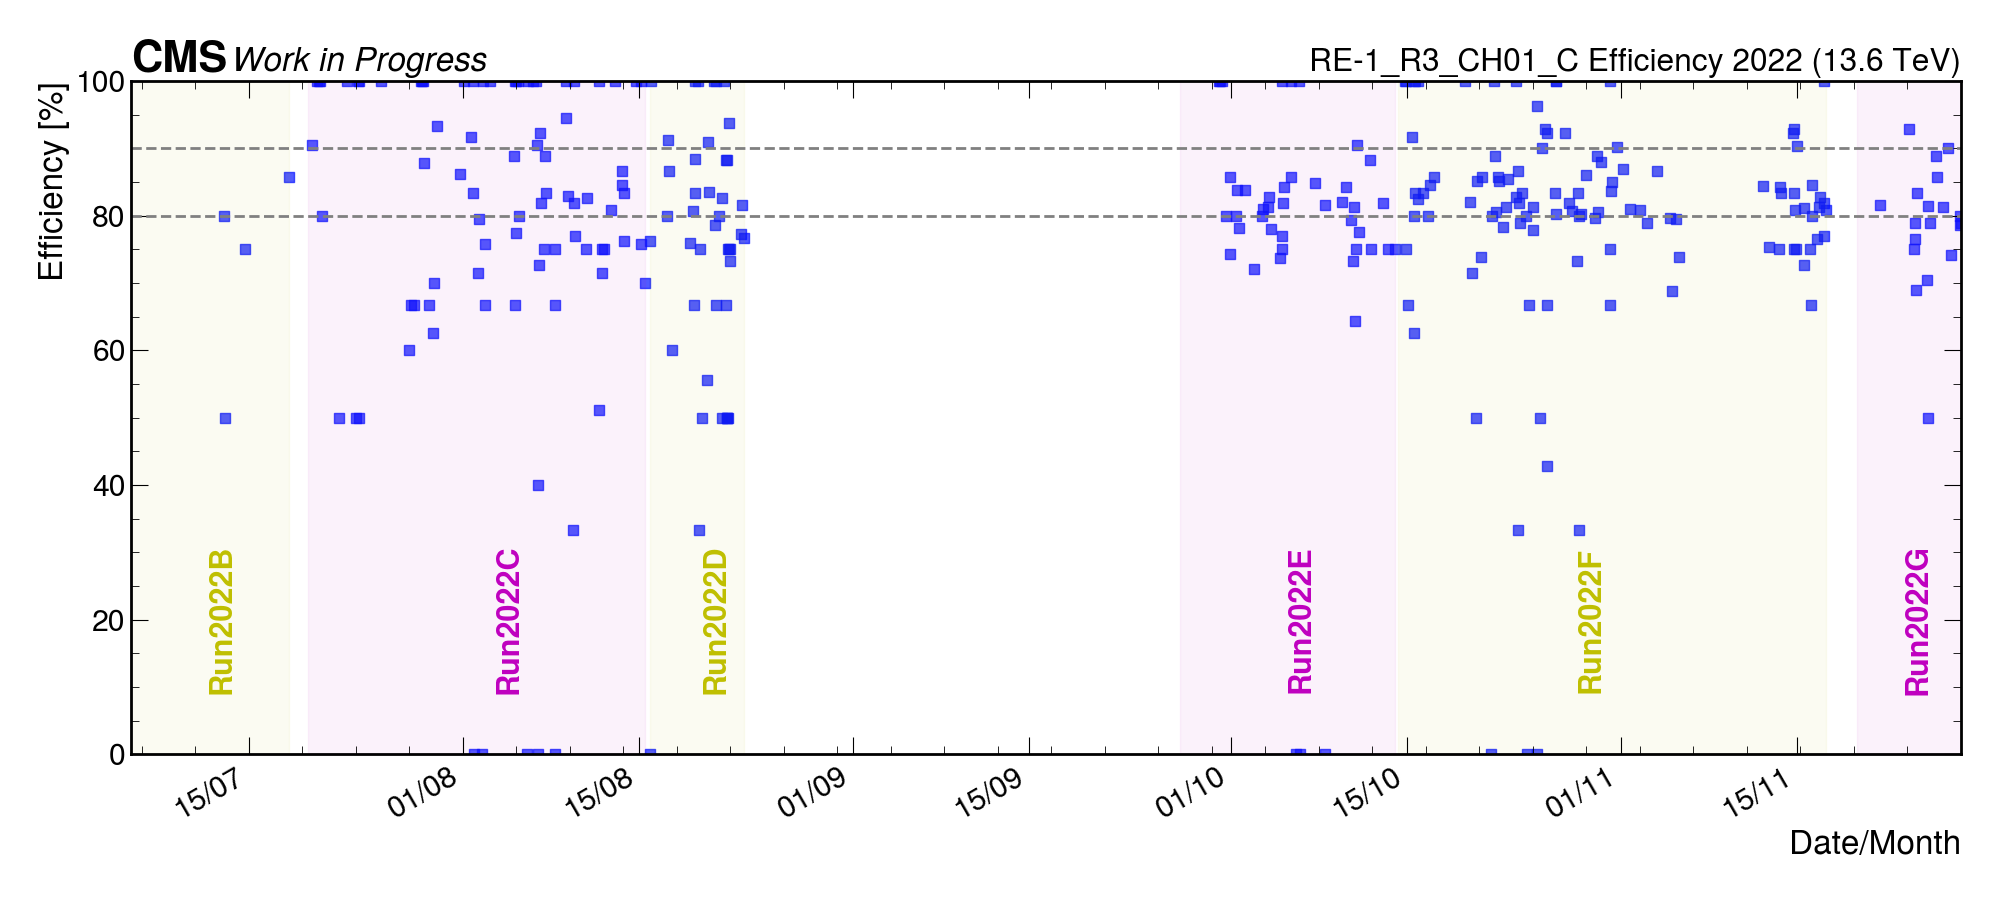 CMS Work in Progress
RE-1_R3_CH01_C Efficiency 2022 (13.6 TeV)
Efficiency [%]
100
80
60
40
20
0
Run2022B
Run2022C
Run2022D
Run2022E
Run2022F
Run2022G
15/07
01/08
15/08
01/09
15/09
01/10
15/10
01/11
15/11
Date/Month